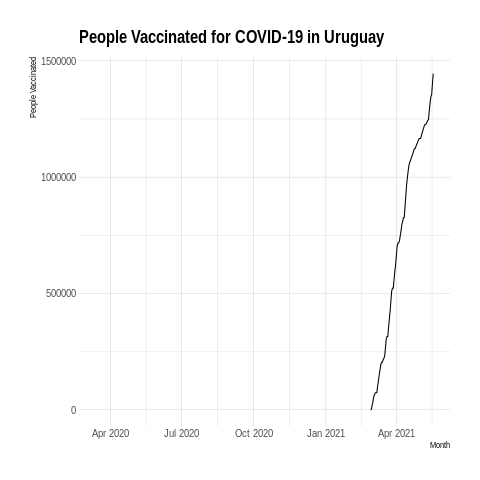 People Vaccinated for COVID-19 in Uruguay
People Vaccinated
1500000
1000000
500000
0
Apr 2020 Jul 2020 Oct 2020 Jan 2021 Apr 2021
Month